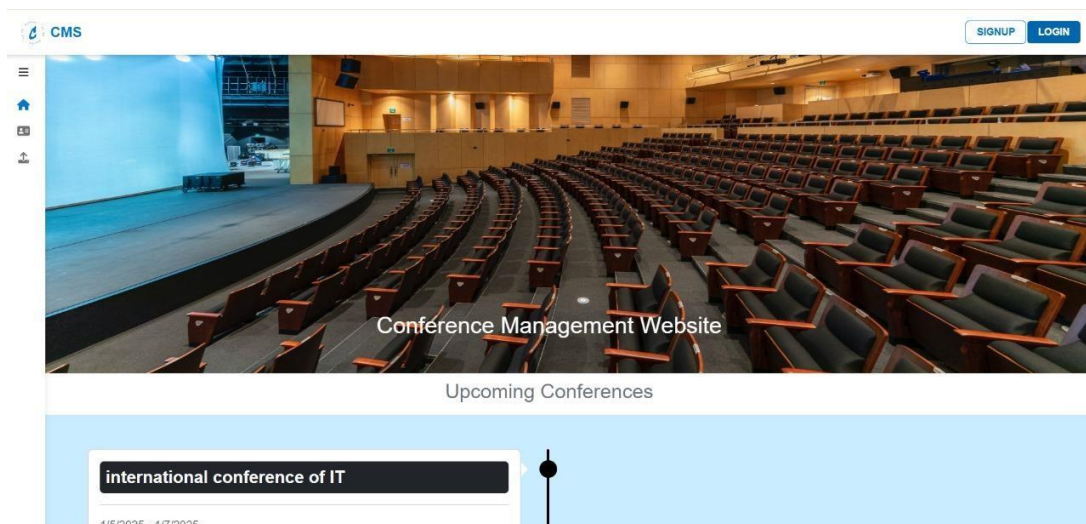 CMS
SIGNUP
LOGIN
Conference Management Website
Upcoming Conferences
international conference of IT